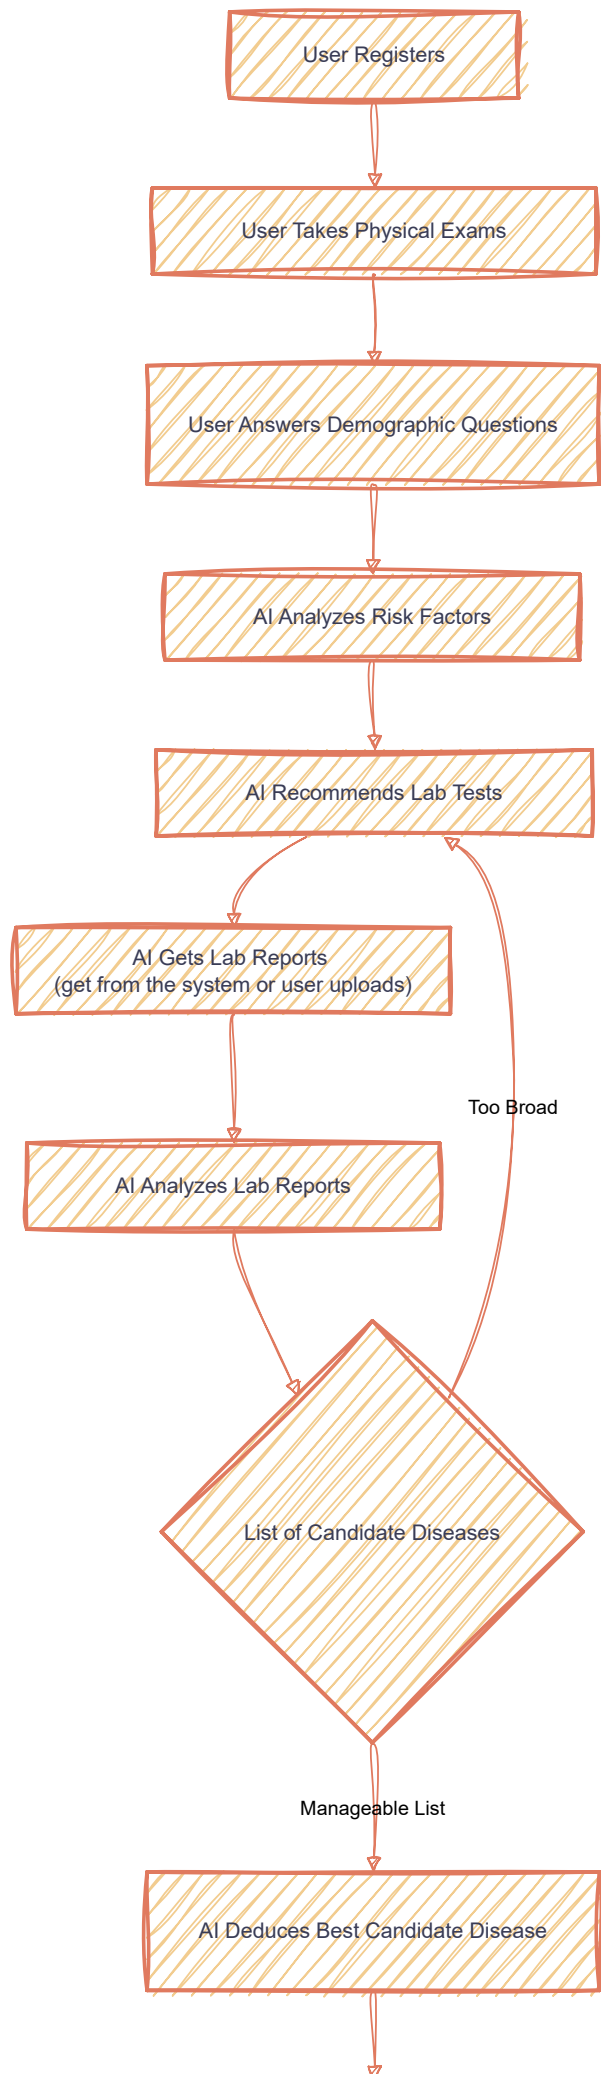 User Registers
User Takes Physical Exams
User Answers Demographic Questions
AI Analyzes Risk Factors
AI Recommends Lab Tests
AI Gets Lab Reports
(get from the system or user uploads)
Too Broad
AI Analyzes Lab Reports
List of Candidate Diseases
Manageable List
AI Deduces Best Candidate Disease